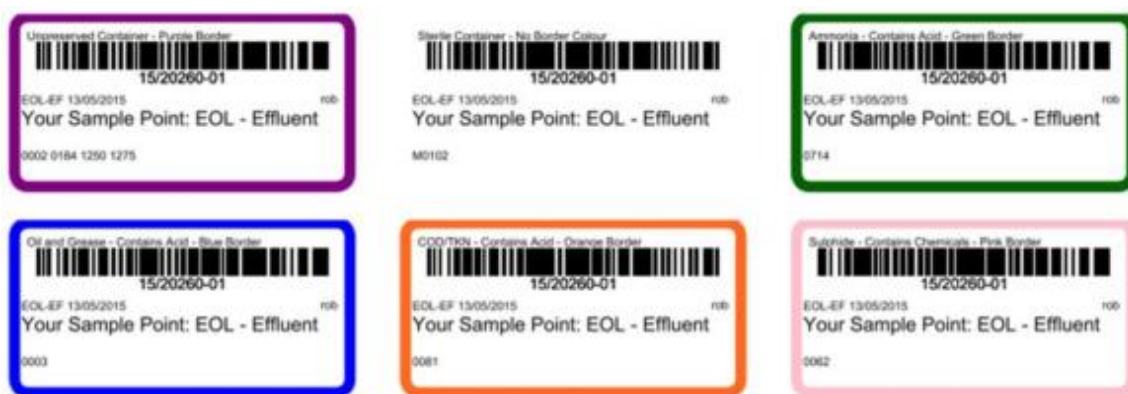 Unpreserved Container - Purple Border
15/20260-01
EOL-EF 13/05/2015 rob
Your Sample Point: EOL - Effluent
0002 0184 1250 1275
Sterile Container - No Border Colour
15/20260-01
EOL-EF 13/05/2015 rob
Your Sample Point: EOL - Effluent
M0102
Ammonia - Contains Acid - Green Border
15/20260-01
EOL-EF 13/05/2015 rob
Your Sample Point: EOL - Effluent
0714
Oil and Grease - Contains Acid - Blue Border
15/20260-01
EOL-EF 13/05/2015 rob
Your Sample Point: EOL - Effluent
0003
COD/TKN - Contains Acid - Orange Border
15/20260-01
EOL-EF 13/05/2015 rob
Your Sample Point: EOL - Effluent
0081
Sulphide - Contains Chemicals - Pink Border
15/20260-01
EOL-EF 13/05/2015 rob
Your Sample Point: EOL - Effluent
0062